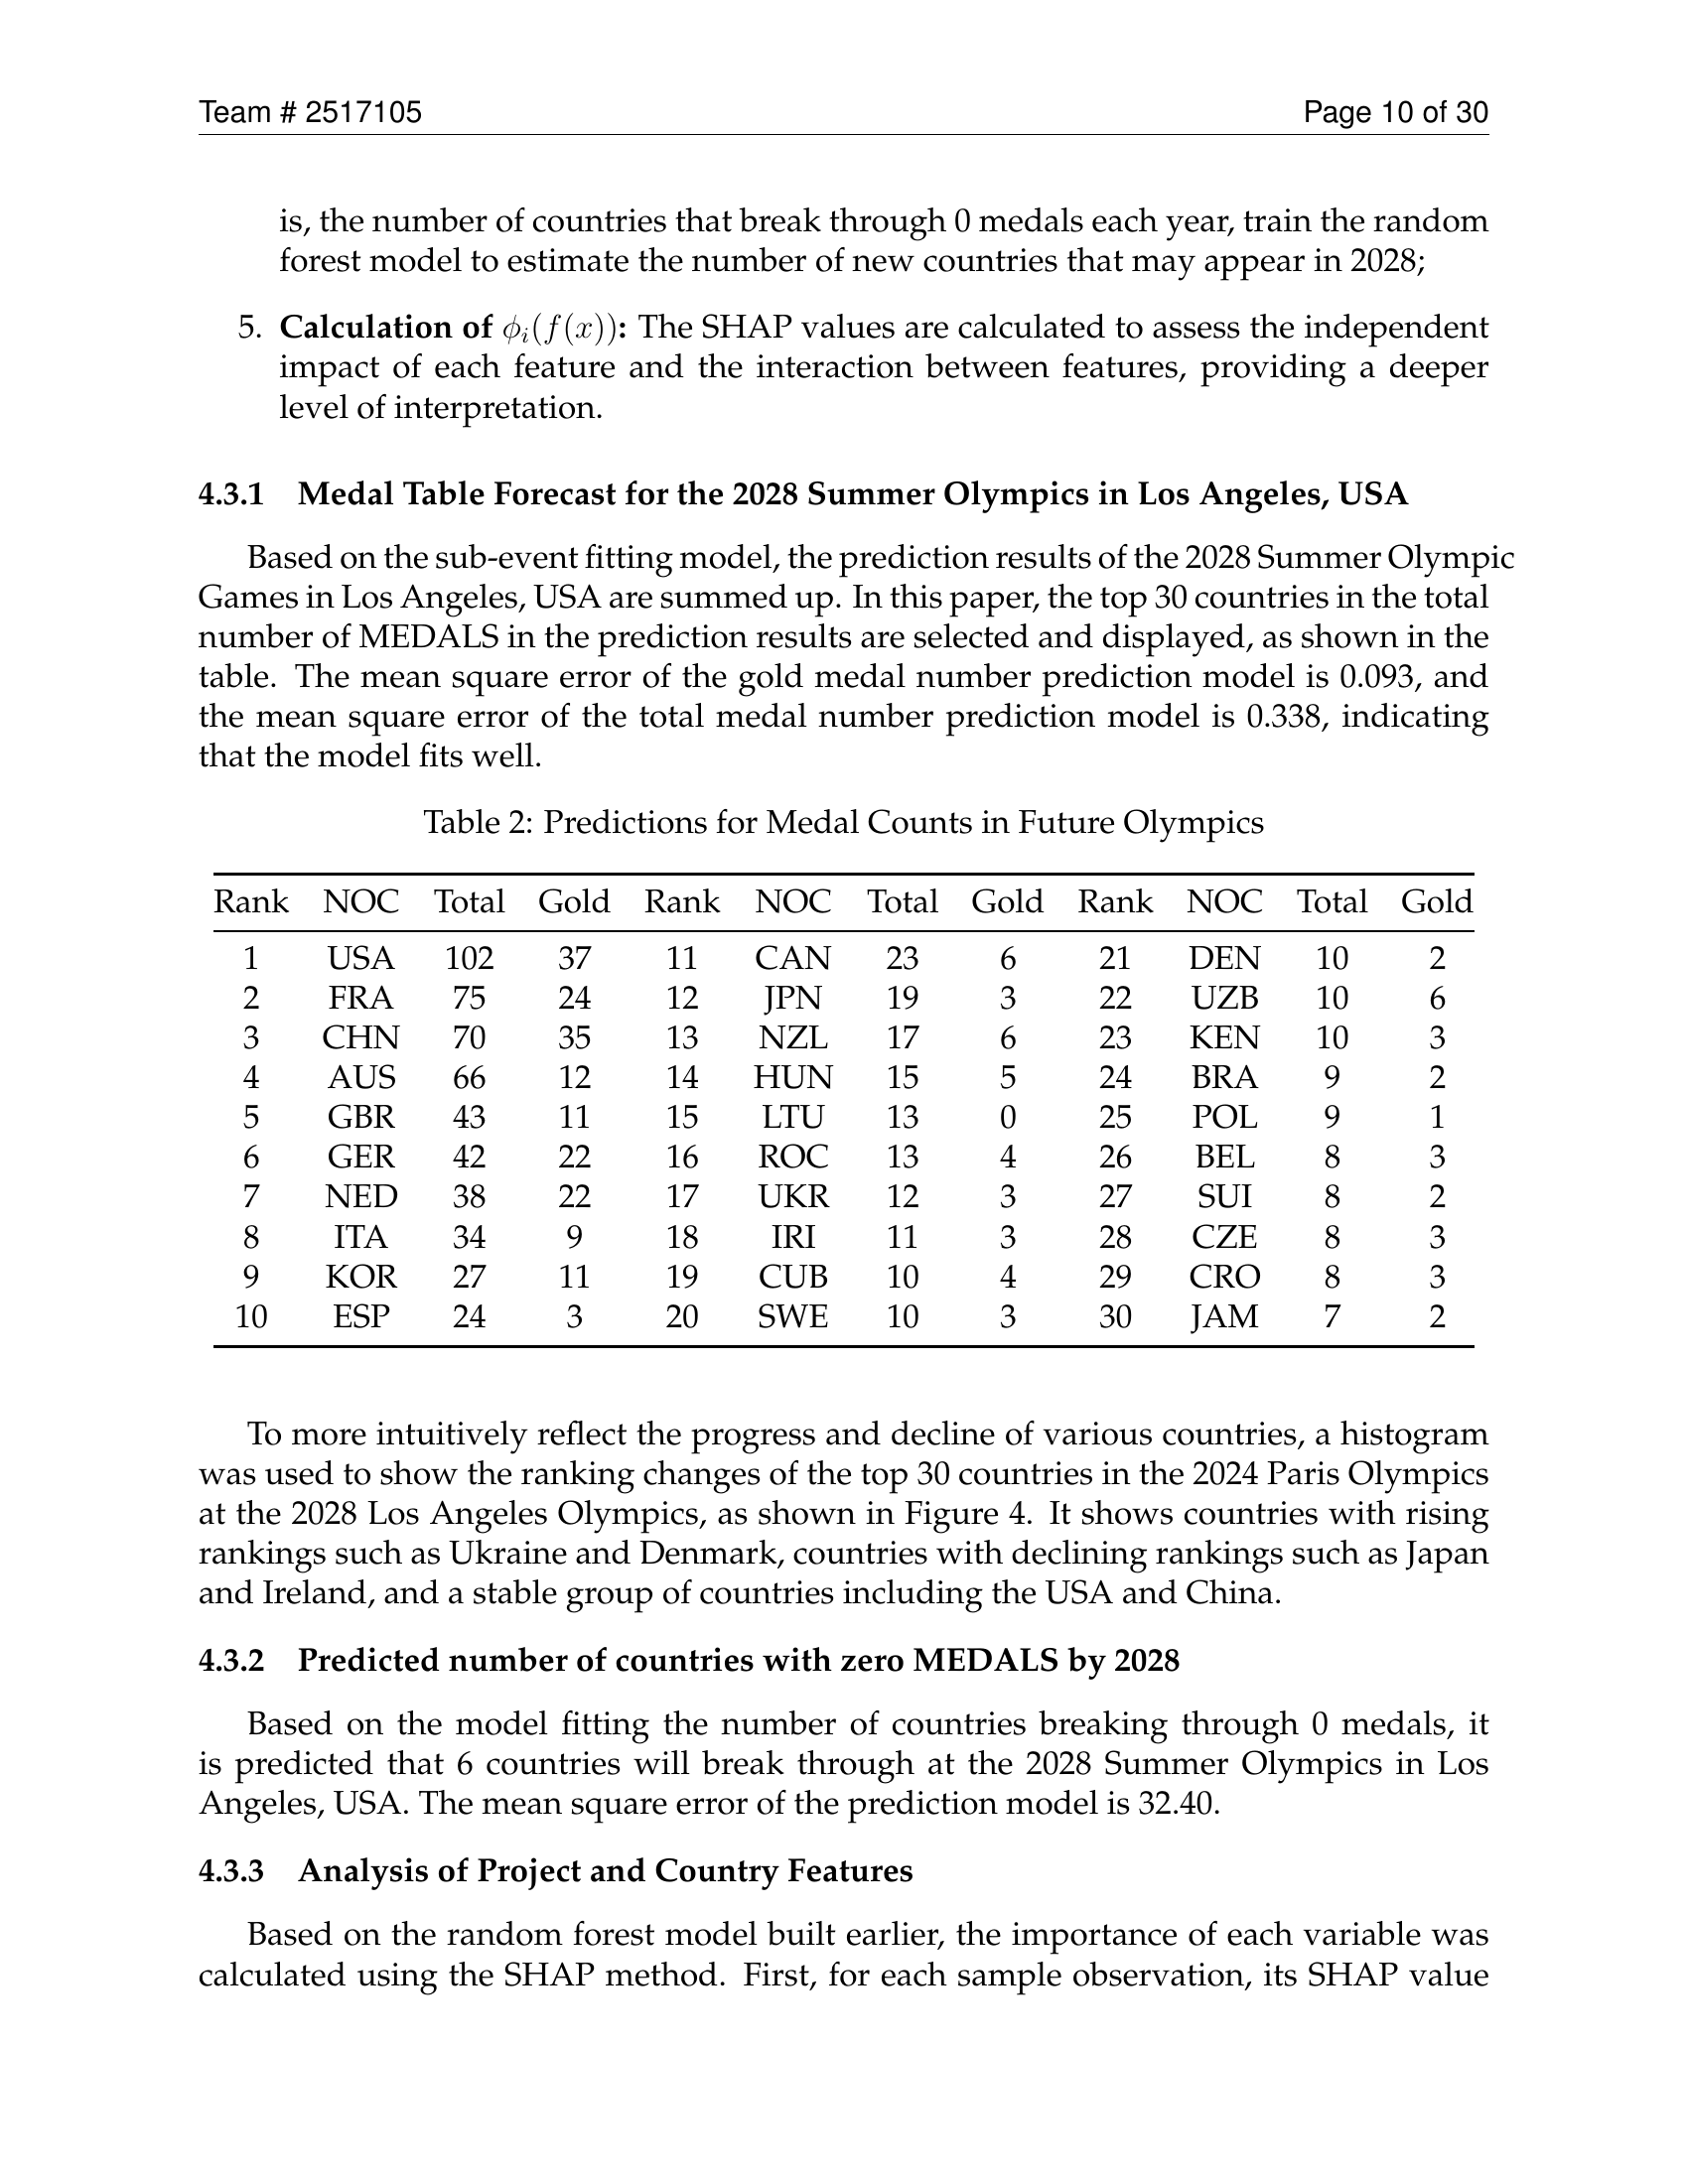 Team # 2517105 Page 10 of 30
is, the number of countries that break through 0 medals each year, train the random
forest model to estimate the number of new countries that may appear in 2028;
5. Calculation of ϕᵢ(f(x)): The SHAP values are calculated to assess the independent
impact of each feature and the interaction between features, providing a deeper
level of interpretation.
4.3.1 Medal Table Forecast for the 2028 Summer Olympics in Los Angeles, USA
Based on the sub-event fitting model, the prediction results of the 2028 Summer Olympic
Games in Los Angeles, USA are summed up. In this paper, the top 30 countries in the total
number of MEDALS in the prediction results are selected and displayed, as shown in the
table. The mean square error of the gold medal number prediction model is 0.093, and
the mean square error of the total medal number prediction model is 0.338, indicating
that the model fits well.
Table 2: Predictions for Medal Counts in Future Olympics
Rank NOC Total Gold Rank NOC Total Gold Rank NOC Total Gold
1 USA 102 37 11 CAN 23 6 21 DEN 10 2
2 FRA 75 24 12 JPN 19 3 22 UZB 10 6
3 CHN 70 35 13 NZL 17 6 23 KEN 10 3
4 AUS 66 12 14 HUN 15 5 24 BRA 9 2
5 GBR 43 11 15 LTU 13 0 25 POL 9 1
6 GER 42 22 16 ROC 13 4 26 BEL 8 3
7 NED 38 22 17 UKR 12 3 27 SUI 8 2
8 ITA 34 9 18 IRI 11 3 28 CZE 8 3
9 KOR 27 11 19 CUB 10 4 29 CRO 8 3
10 ESP 24 3 20 SWE 10 3 30 JAM 7 2
To more intuitively reflect the progress and decline of various countries, a histogram
was used to show the ranking changes of the top 30 countries in the 2024 Paris Olympics
at the 2028 Los Angeles Olympics, as shown in Figure 4. It shows countries with rising
rankings such as Ukraine and Denmark, countries with declining rankings such as Japan
and Ireland, and a stable group of countries including the USA and China.
4.3.2 Predicted number of countries with zero MEDALS by 2028
Based on the model fitting the number of countries breaking through 0 medals, it
is predicted that 6 countries will break through at the 2028 Summer Olympics in Los
Angeles, USA. The mean square error of the prediction model is 32.40.
4.3.3 Analysis of Project and Country Features
Based on the random forest model built earlier, the importance of each variable was
calculated using the SHAP method. First, for each sample observation, its SHAP value